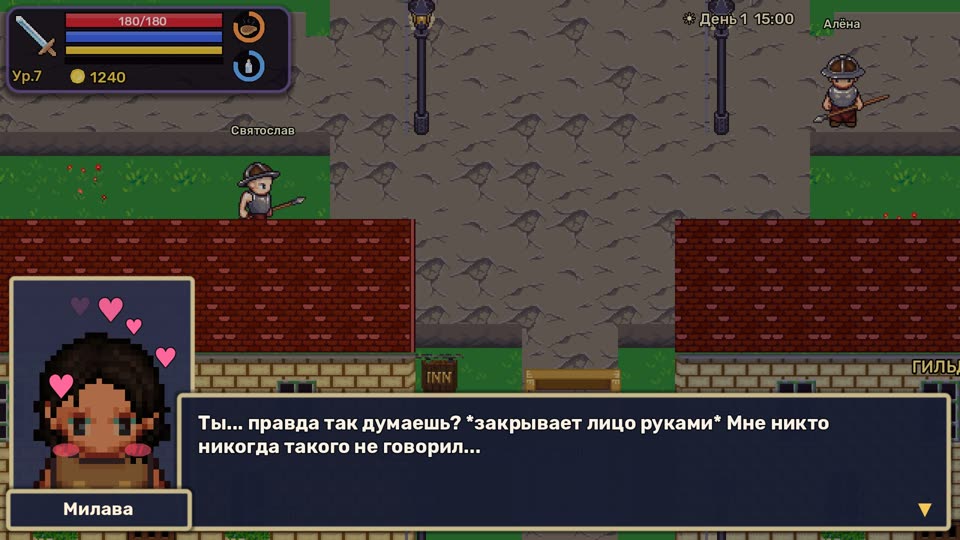 180/180
День 1 15:00
Алёна
Ур.7
1240
Святослав
INN
ГИЛЬ
Ты... правда так думаешь? *закрывает лицо руками* Мне никто
никогда такого не говорил...
Милава